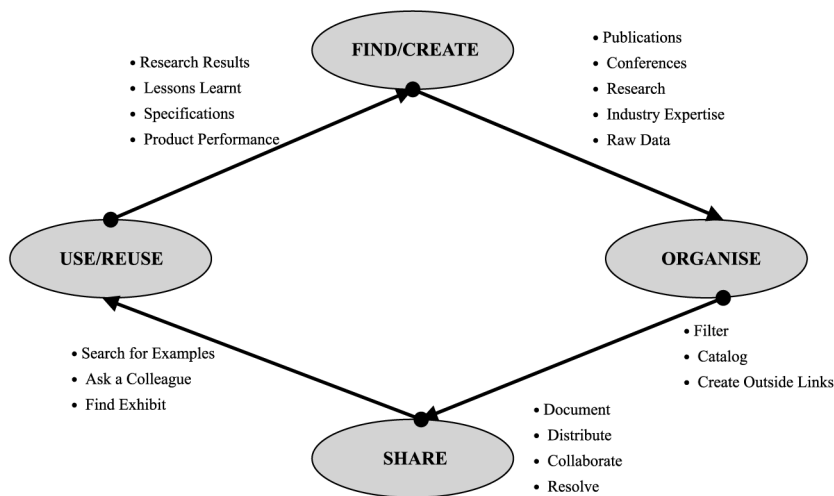 FIND/CREATE
• Publications
• Conferences
• Research
• Industry Expertise
• Raw Data
ORGANISE
• Filter
• Catalog
• Create Outside Links
SHARE
• Document
• Distribute
• Collaborate
• Resolve
• Search for Examples
• Ask a Colleague
• Find Exhibit
USE/REUSE
• Research Results
• Lessons Learnt
• Specifications
• Product Performance